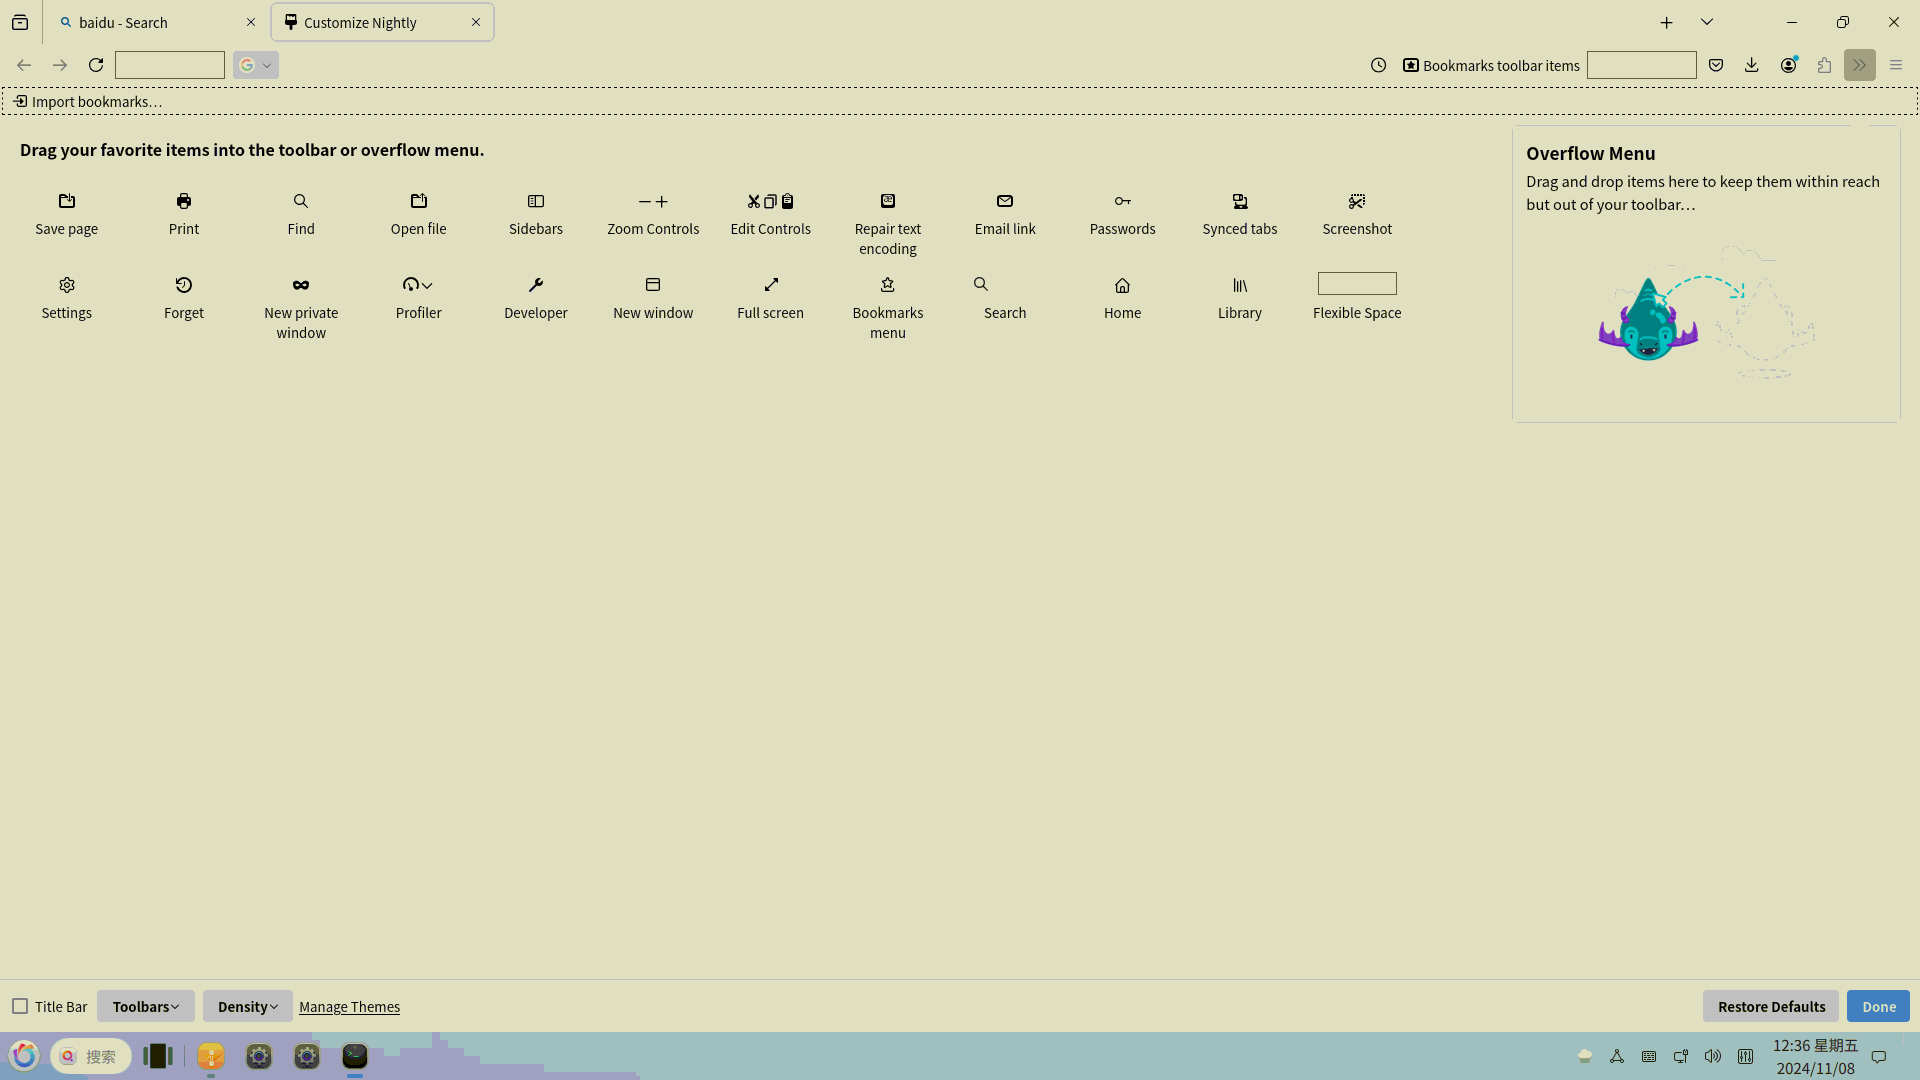 baidu - Search
Customize Nightly
Bookmarks toolbar items
Import bookmarks…
Drag your favorite items into the toolbar or overflow menu.
Save page
Print
Find
Open file
Sidebars
Zoom Controls
Edit Controls
Repair text
encoding
Email link
Passwords
Synced tabs
Screenshot
Settings
Forget
New private
window
Profiler
Developer
New window
Full screen
Bookmarks
menu
Search
Home
Library
Flexible Space
Overflow Menu
Drag and drop items here to keep them within reach
but out of your toolbar…
Title Bar
Toolbars
Density
Manage Themes
Restore Defaults
Done
搜索
12:36 星期五
2024/11/08